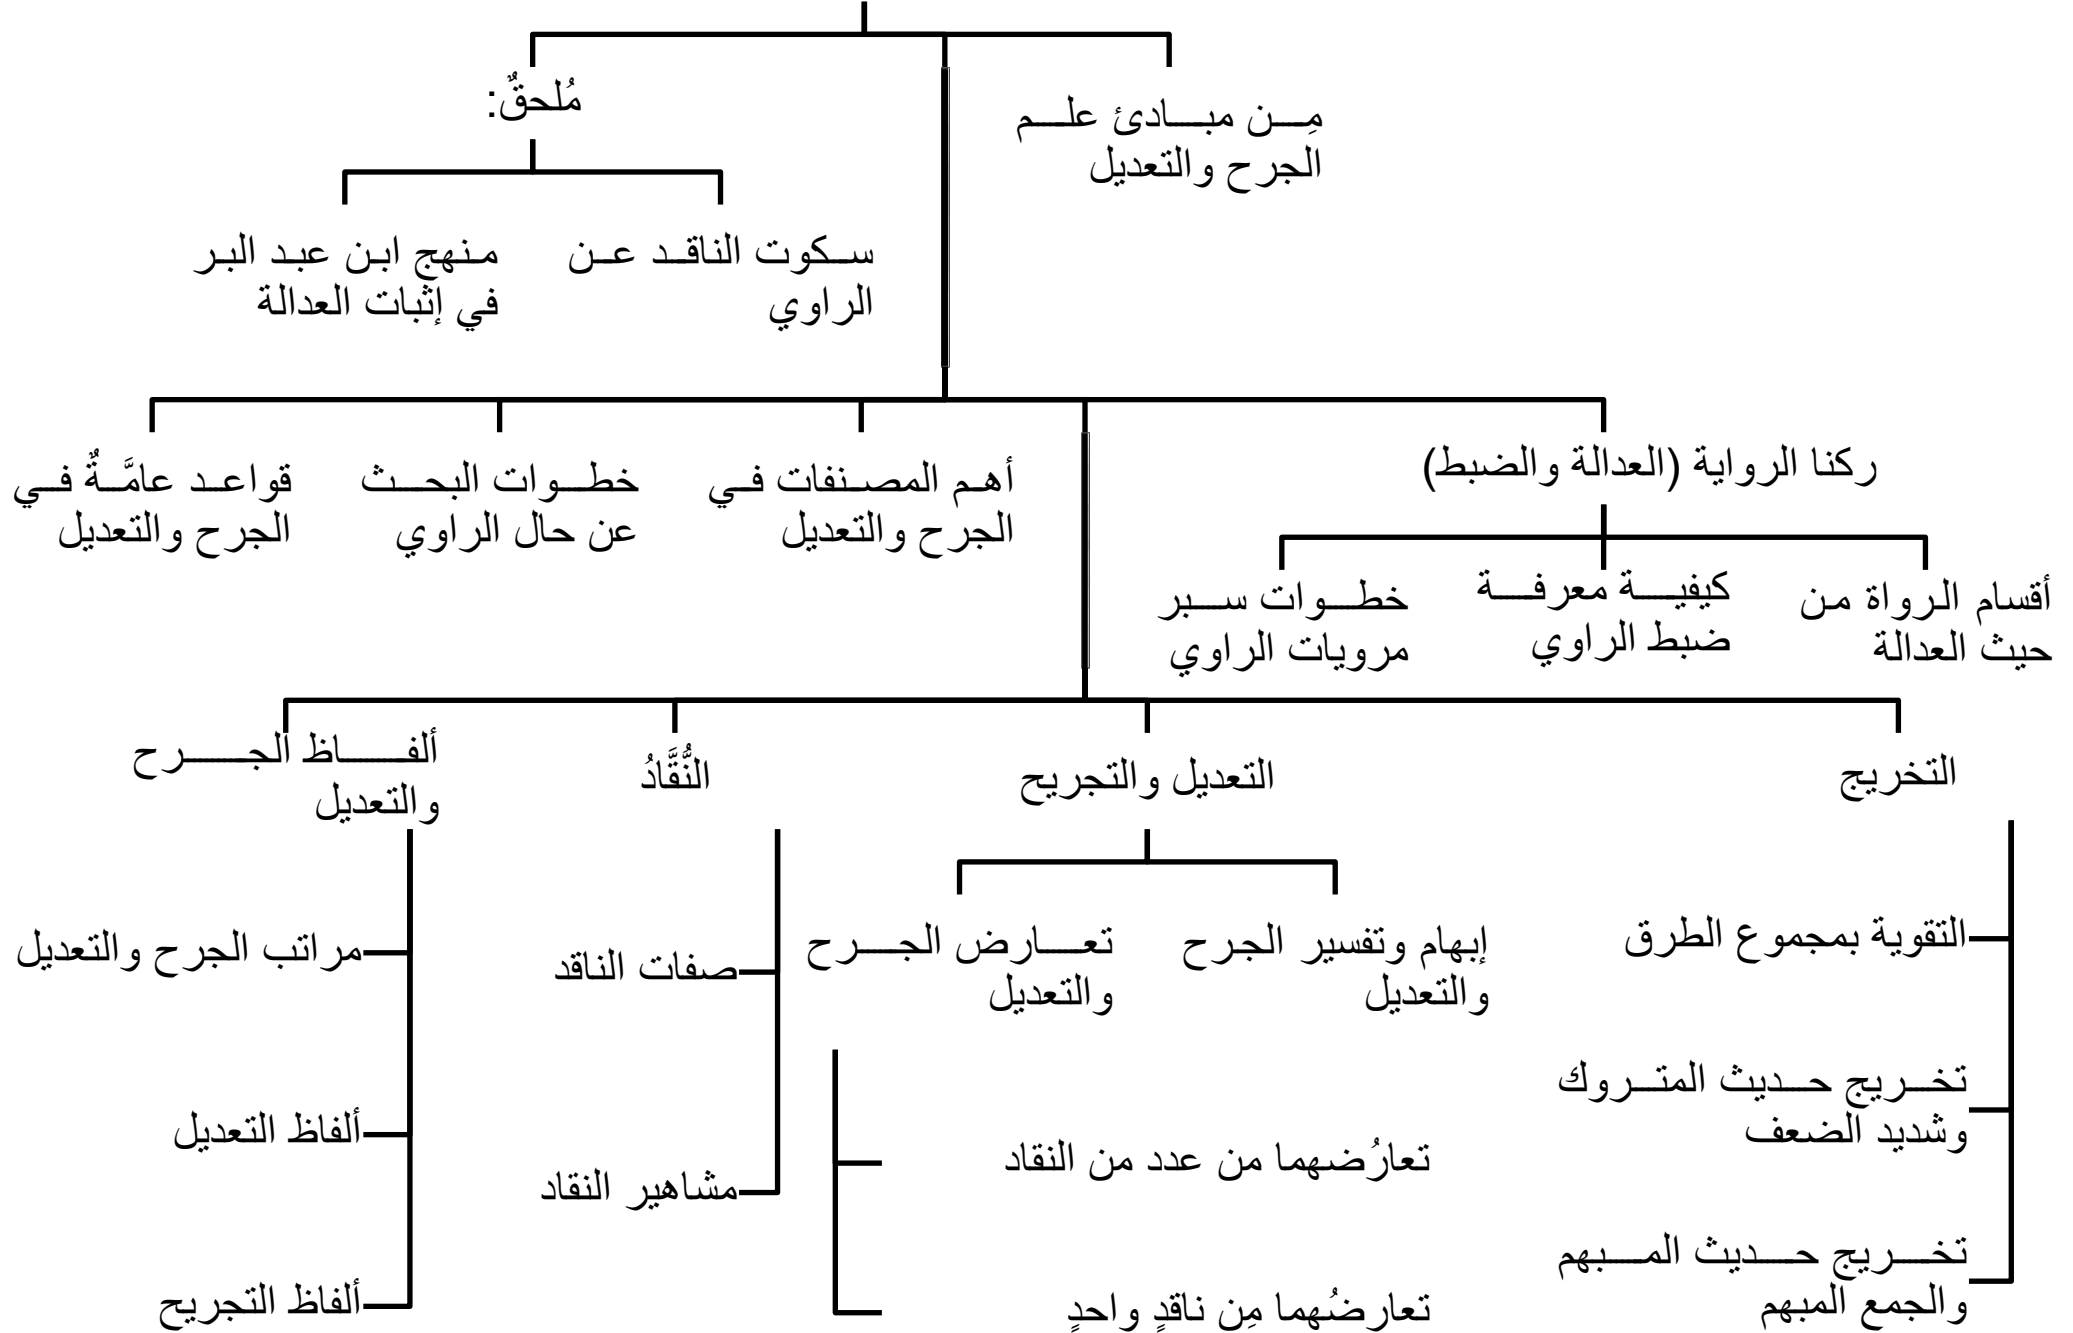 مِن مبادئ علم
الجرح والتعديل
مُلحقٌ:
سكوت الناقد عن
الراوي
منهج ابن عبد البر
في إثبات العدالة
ركنا الرواية (العدالة والضبط)
أقسام الرواة من
حيث العدالة
كيفية معرفة
ضبط الراوي
خطوات سبر
مرويات الراوي
أهم المصنفات في
الجرح والتعديل
خطوات البحث
عن حال الراوي
قواعد عامَّةٌ في
الجرح والتعديل
التخريج
التقوية بمجموع الطرق
تخريج حديث المتروك
وشديد الضعف
تخريج حديث المبهم
والجمع المبهم
التعديل والتجريح
إبهام وتفسير الجرح
والتعديل
تعارض الجرح
والتعديل
تعارُضهما من عدد من النقاد
تعارضُهما مِن ناقدٍ واحدٍ
النُّقَّادُ
صفات الناقد
مشاهير النقاد
ألفاظ الجرح
والتعديل
مراتب الجرح والتعديل
ألفاظ التعديل
ألفاظ التجريح